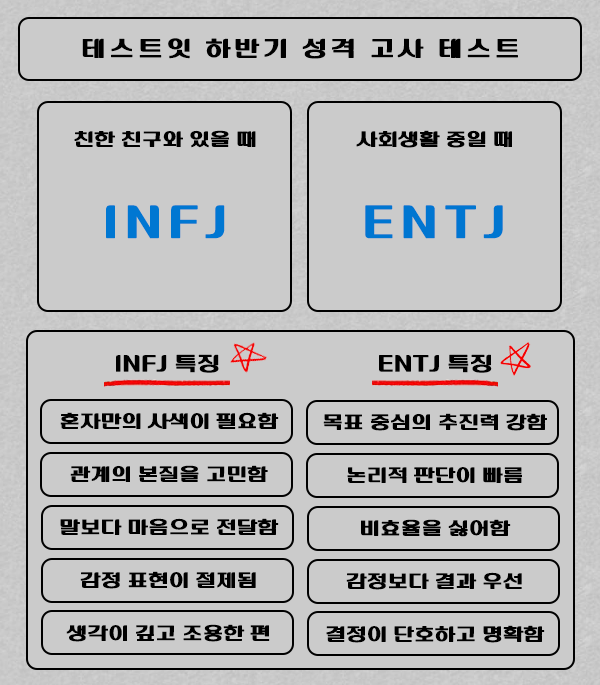 테스트잇 하반기 성격 고사 테스트
친한 친구와 있을 때
INFJ
사회생활 중일 때
ENTJ
INFJ 특징
혼자만의 사색이 필요함
관계의 본질을 고민함
말보다 마음으로 전달함
감정 표현이 절제됨
생각이 깊고 조용한 편
ENTJ 특징
목표 중심의 추진력 강함
논리적 판단이 빠름
비효율을 싫어함
감정보다 결과 우선
결정이 단호하고 명확함